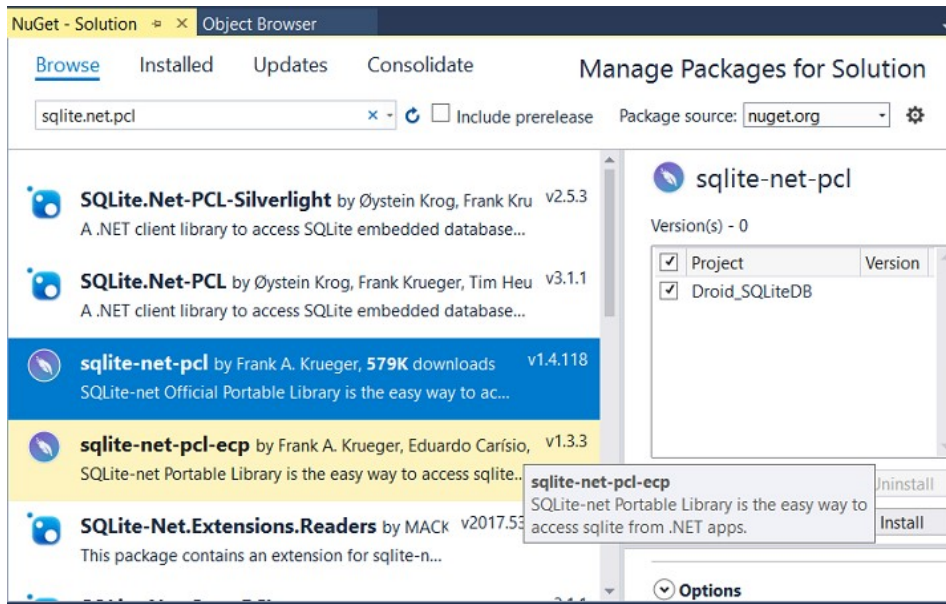 NuGet - Solution
Object Browser
Browse Installed Updates Consolidate
Manage Packages for Solution
sqlite.net.pcl
Include prerelease
Package source: nuget.org
SQLite.Net-PCL-Silverlight by Øystein Krog, Frank Kru v2.5.3
A .NET client library to access SQLite embedded database...
SQLite.Net-PCL by Øystein Krog, Frank Krueger, Tim Heu v3.1.1
A .NET client library to access SQLite embedded database...
sqlite-net-pcl by Frank A. Krueger, 579K downloads v1.4.118
SQLite-net Official Portable Library is the easy way to ac...
sqlite-net-pcl-ecp by Frank A. Krueger, Eduardo Carísio, v1.3.3
SQLite-net Portable Library is the easy way to access sqlite...
SQLite-Net.Extensions.Readers by MACK v2017.53
This package contains an extension for sqlite-n...
sqlite-net-pcl
Version(s) - 0
Project Version
Droid_SQLiteDB
sqlite-net-pcl-ecp
SQLite-net Portable Library is the easy way to
access sqlite from .NET apps.
Uninstall
Install
Options